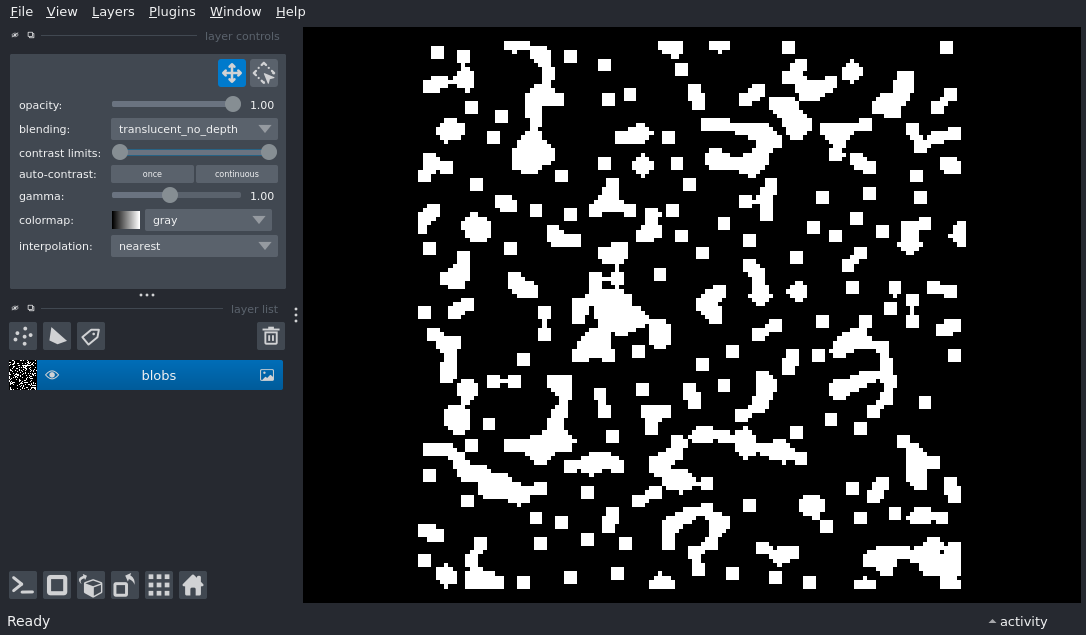 File View Layers Plugins Window Help
layer controls
opacity: 1.00
blending: translucent_no_depth
contrast limits:
auto-contrast: once continuous
gamma: 1.00
colormap: gray
interpolation: nearest
layer list
blobs
Ready activity